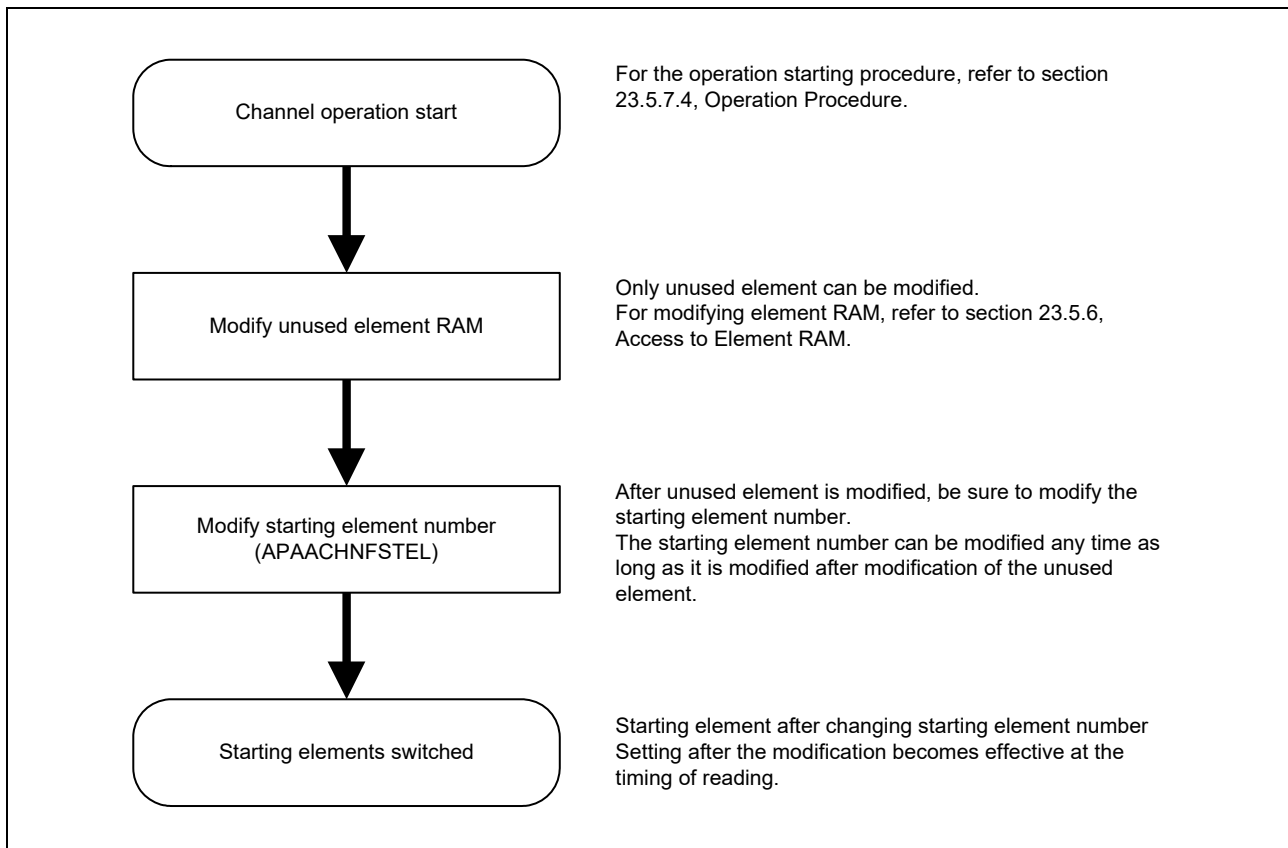 Channel operation start
For the operation starting procedure, refer to section
23.5.7.4, Operation Procedure.
Modify unused element RAM
Only unused element can be modified.
For modifying element RAM, refer to section 23.5.6,
Access to Element RAM.
Modify starting element number
(APAACHNFSTEL)
After unused element is modified, be sure to modify the
starting element number.
The starting element number can be modified any time as
long as it is modified after modification of the unused
element.
Starting elements switched
Starting element after changing starting element number
Setting after the modification becomes effective at the
timing of reading.